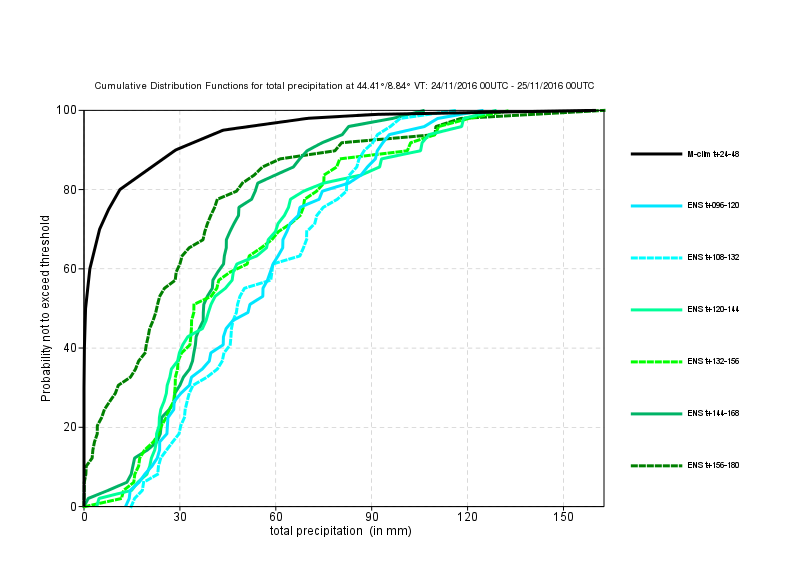 Cumulative Distribution Functions for total precipitation at 44.41°/8.84° VT: 24/11/2016 00UTC - 25/11/2016 00UTC
100
80
60
40
20
0
Probability not to exceed threshold
0 30 60 90 120 150
total precipitation (in mm)
M-clim t+24-48
ENS t+096-120
ENS t+108-132
ENS t+120-144
ENS t+132-156
ENS t+144-168
ENS t+156-180